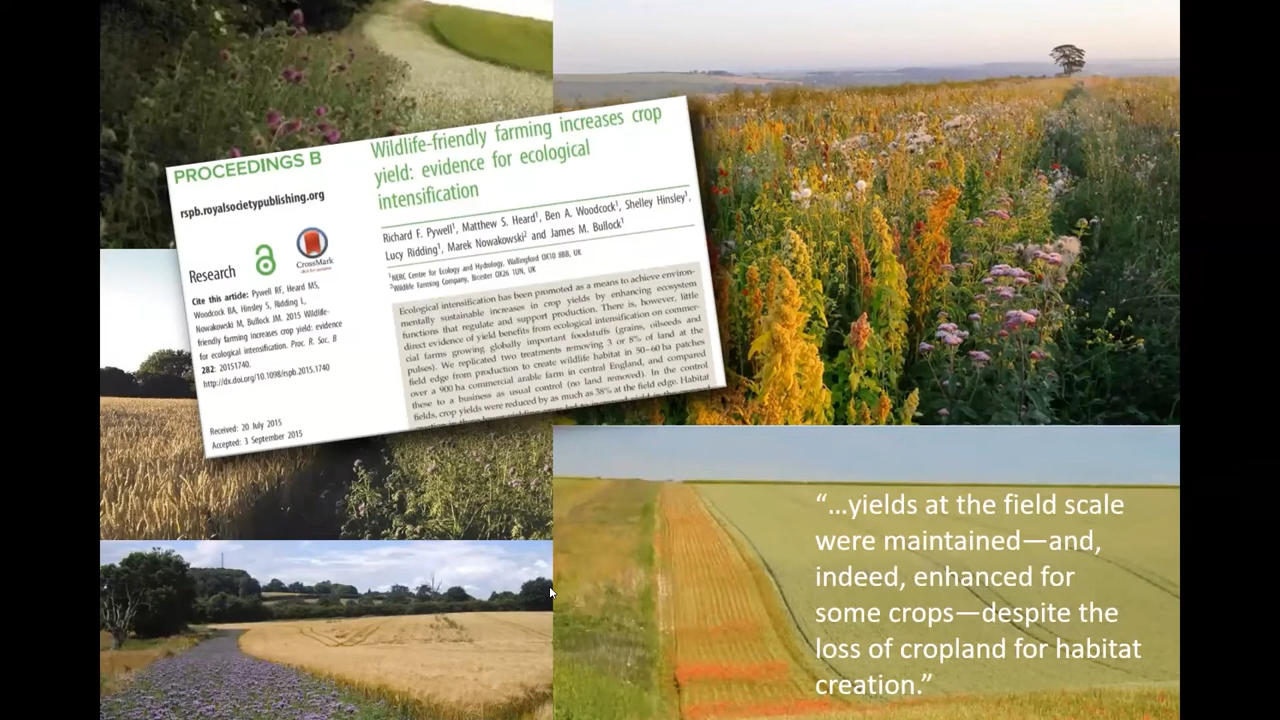 PROCEEDINGS B
rspb.royalsocietypublishing.org
Research
CrossMark
Cite this article: Pywell RF, Heard MS,
Woodcock BA, Hinsley S, Ridding L,
Nowakowski M, Bullock JM. 2015 Wildlife-
friendly farming increases crop yield: evidence
for ecological intensification. Proc. R. Soc. B
282: 20151740.
http://dx.doi.org/10.1098/rspb.2015.1740
Received: 20 July 2015
Accepted: 3 September 2015
Wildlife-friendly farming increases crop
yield: evidence for ecological
intensification
Richard F. Pywell1, Matthew S. Heard1, Ben A. Woodcock1, Shelley Hinsley1,
Lucy Ridding1, Marek Nowakowski2 and James M. Bullock1
1NERC Centre for Ecology and Hydrology, Wallingford OX10 8BB, UK
2Wildlife Farming Company, Bicester OX26 1UN, UK
Ecological intensification has been promoted as a means to achieve environ-
mentally sustainable increases in crop yields by enhancing ecosystem
functions that regulate and support production. There is, however, little
direct evidence of yield benefits from ecological intensification on commer-
cial farms growing globally important foodstuffs (grains, oilseeds and
pulses). We replicated two treatments removing 3 or 8% of land at the
field edge from production to create wildlife habitat in 50–60 ha patches
over a 900 ha commercial arable farm in central England, and compared
these to a business as usual control (no land removed). In the control
fields, crop yields were reduced by as much as 38% at the field edge. Habitat
“…yields at the field scale
were maintained—and,
indeed, enhanced for
some crops—despite the
loss of cropland for habitat
creation.”